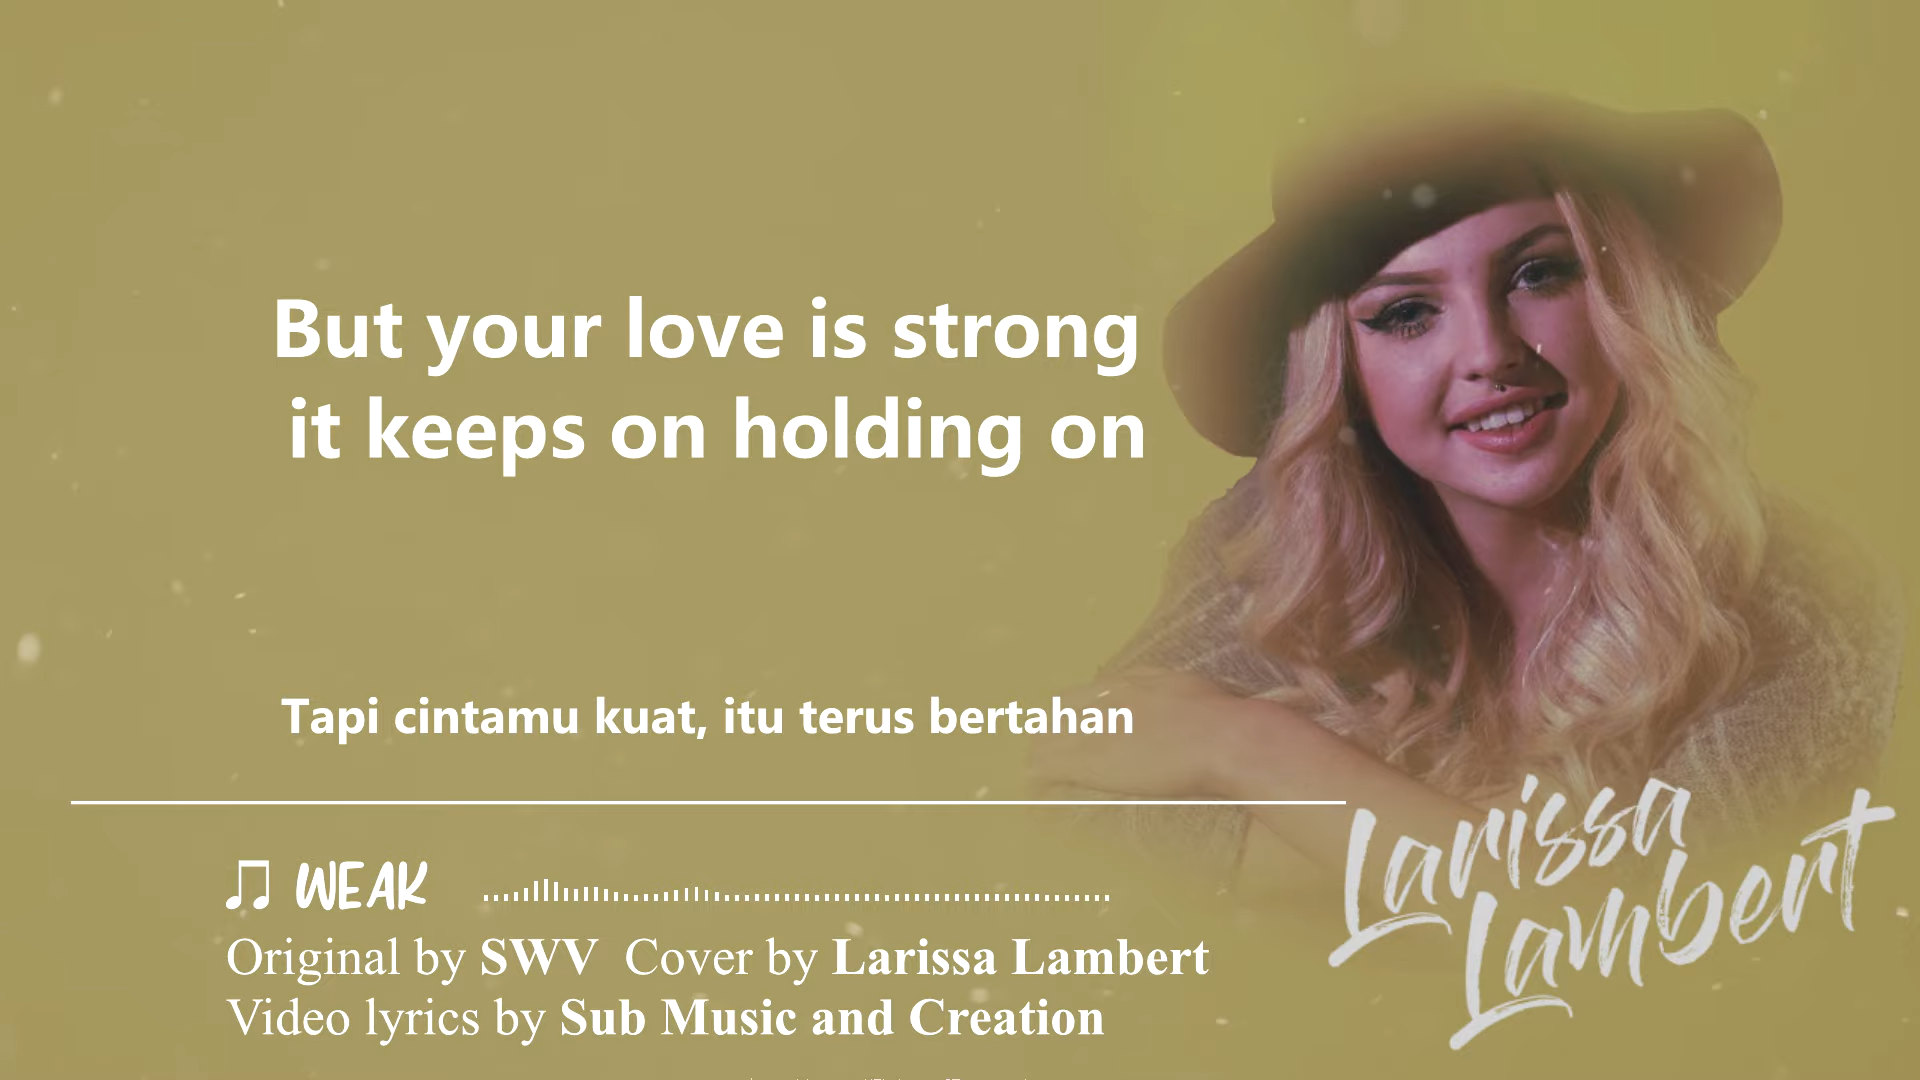 But your love is strong
it keeps on holding on
Tapi cintamu kuat, itu terus bertahan
WEAK
Original by SWV Cover by Larissa Lambert
Video lyrics by Sub Music and Creation
Larissa
Lambert